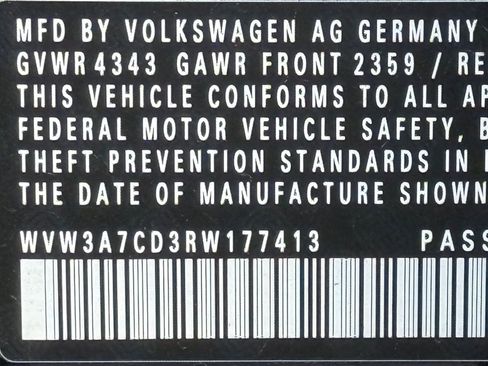 MFD BY VOLKSWAGEN AG GERMANY
GVWR 4343 GAWR FRONT 2359 / RE
THIS VEHICLE CONFORMS TO ALL AP
FEDERAL MOTOR VEHICLE SAFETY, B
THEFT PREVENTION STANDARDS IN
THE DATE OF MANUFACTURE SHOWN
WVW3A7CD3RW177413 PASS